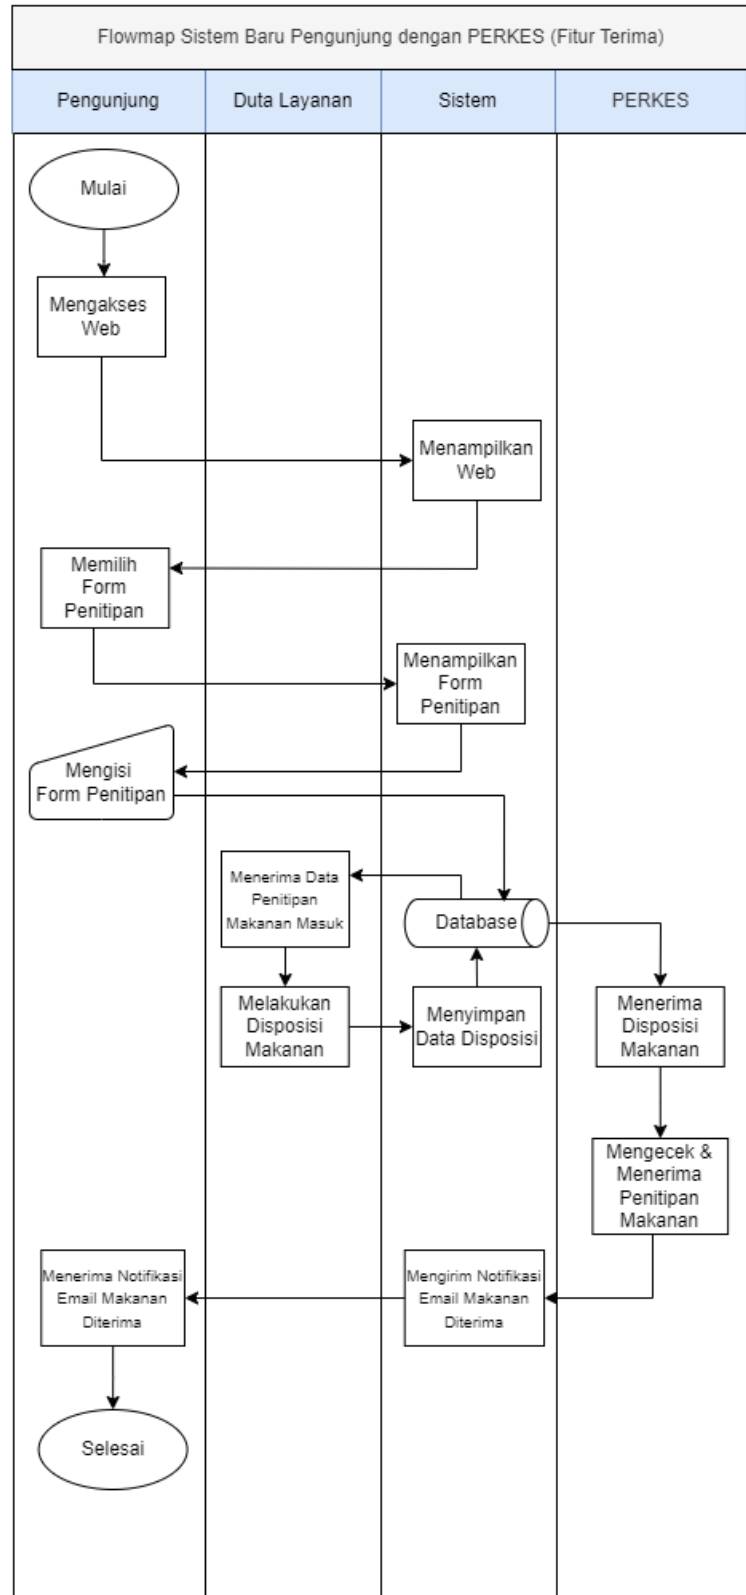 Flowmap Sistem Baru Pengunjung dengan PERKES (Fitur Terima)
Pengunjung
Duta Layanan
Sistem
PERKES
Mulai
Mengakses
Web
Menampilkan
Web
Memilih
Form
Penitipan
Menampilkan
Form
Penitipan
Mengisi
Form Penitipan
Menerima Data
Penitipan
Makanan Masuk
Database
Melakukan
Disposisi
Makanan
Menyimpan
Data Disposisi
Menerima
Disposisi
Makanan
Mengecek &
Menerima
Penitipan
Makanan
Menerima Notifikasi
Email Makanan
Diterima
Mengirim Notifikasi
Email Makanan
Diterima
Selesai